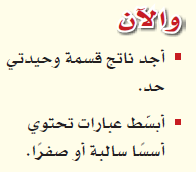 والآن
أجد ناتج قسمة وحيدتي
حد.
أبسّط عبارات تحتوي
أسسًا سالبة أو صفرًا.